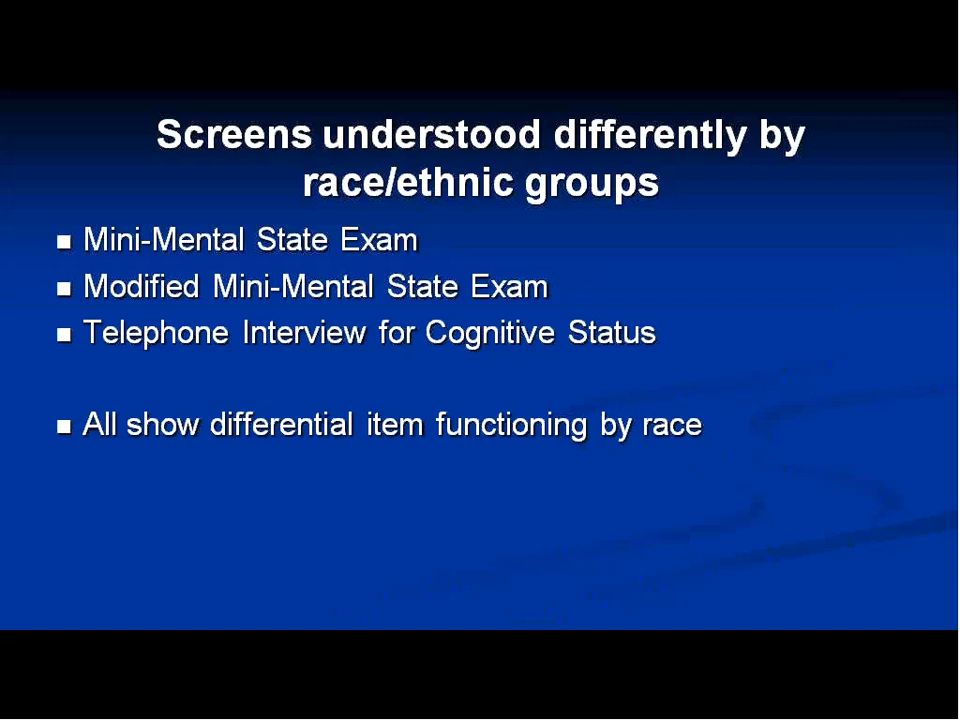 Screens understood differently by
race/ethnic groups
Mini-Mental State Exam
Modified Mini-Mental State Exam
Telephone Interview for Cognitive Status
All show differential item functioning by race